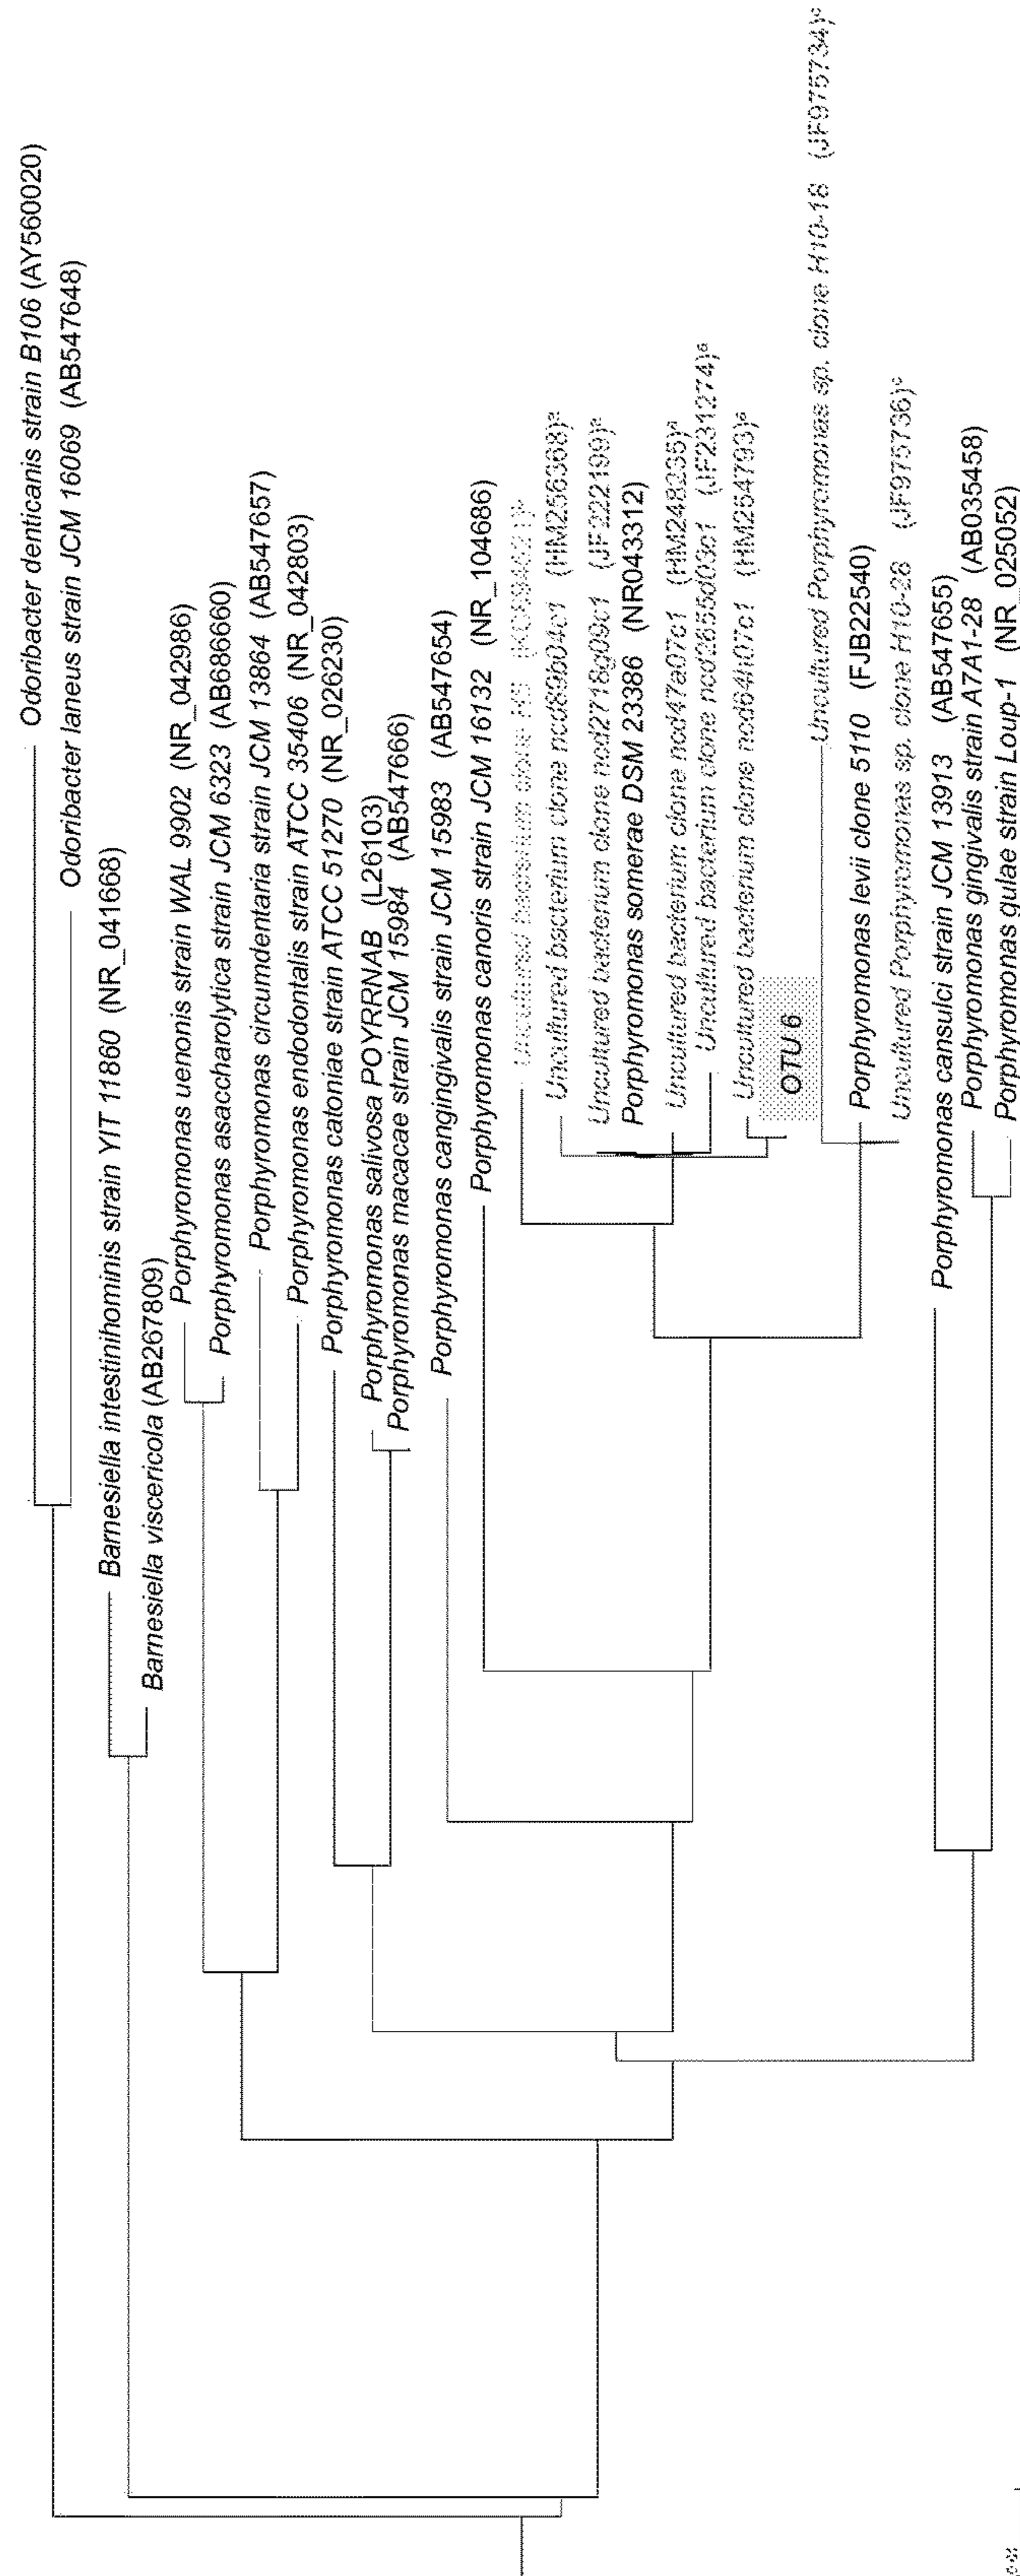 Odoribacter denticanis strain B106 (AY560020)
Odoribacter laneus strain JCM 16069 (AB547648)
Barnesiella intestinihominis strain YIT 11860 (NR_041668)
Barnesiella viscericola (AB267809)
Porphyromonas uenonis strain WAL 9902 (NR_042986)
Porphyromonas asaccharolytica strain JCM 6323 (AB686660)
Porphyromonas circumdentaria strain JCM 13864 (AB547657)
Porphyromonas endodontalis strain ATCC 35406 (NR_042803)
Porphyromonas catoniae strain ATCC 51270 (NR_026230)
Porphyromonas salivosa POYRRNAB (L26103)
Porphyromonas macacae strain JCM 15984 (AB547666)
Porphyromonas cangingivalis strain JCM 15983 (AB547654)
Porphyromonas canoris strain JCM 16132 (NR_104686)
Uncultured bacterium clone
Uncultured bacterium clone ncd89b04c1 (HM256368)ᵃ
Uncultured bacterium clone ncd2718g09c1 (JF222199)ᵃ
Porphyromonas somerae DSM 23386 (NR043312)
Uncultured bacterium clone ncd47a07c1 (HM248235)ᵃ
Uncultured bacterium clone ncd2655d03c1 (JF231274)ᵃ
Uncultured bacterium clone ncd64h07c1 (HM254793)ᵃ
OTU 6
Uncultured Porphyromonas sp. clone H10-18 (JF975734)ᶜ
Porphyromonas levii clone 5110 (FJB22540)
Uncultured Porphyromonas sp. clone H10-28 (JF975736)ᶜ
Porphyromonas cansulci strain JCM 13913 (AB547655)
Porphyromonas gingivalis strain A7A1-28 (AB035458)
Porphyromonas gulae strain Loup-1 (NR_025052)